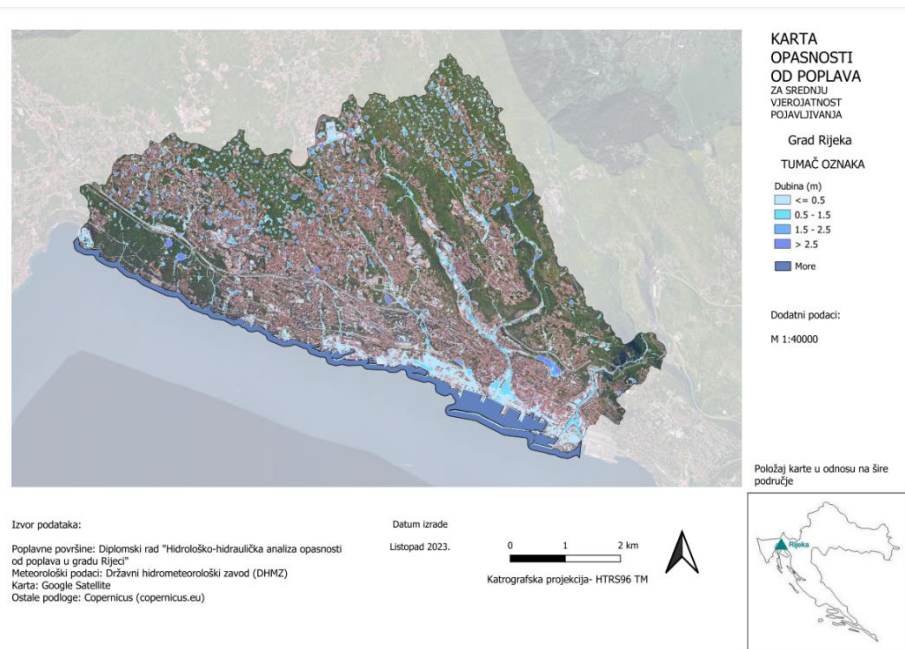 KARTA
OPASNOSTI
OD POPLAVA
ZA SREDNJU
VJEROJATNOST
POJAVLJIVANJA
Grad Rijeka
TUMAČ OZNAKA
Dubina (m)
<= 0.5
0.5 - 1.5
1.5 - 2.5
> 2.5
More
Dodatni podaci:
M 1:40000
Položaj karte u odnosu na šire
područje
Rijeka
Izvor podataka:
Poplavne površine: Diplomski rad "Hidrološko-hidraulička analiza opasnosti
od poplava u gradu Rijeci"
Meteorološki podaci: Državni hidrometeorološki zavod (DHMZ)
Karta: Google Satellite
Ostale podloge: Copernicus (copernicus.eu)
Datum izrade
Listopad 2023.
0 1 2 km
Katrografska projekcija- HTRS96 TM